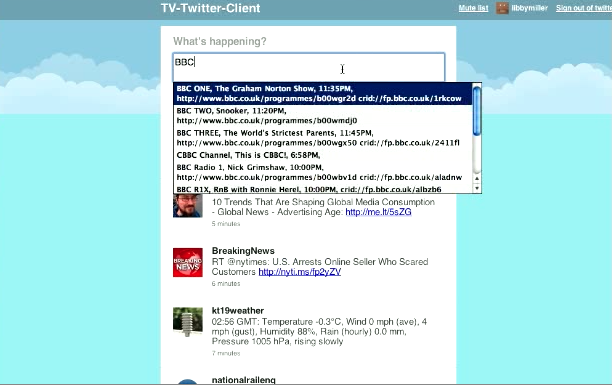 TV-Twitter-Client
Mute list
libbymiller
Sign out of twitte
What's happening?
BBC
BBC ONE, The Graham Norton Show, 11:35PM,
http://www.bbc.co.uk/programmes/b00wgr2d crid://fp.bbc.co.uk/1rkcow
BBC TWO, Snooker, 11:20PM,
http://www.bbc.co.uk/programmes/b00wmdj0
BBC THREE, The World's Strictest Parents, 11:45PM,
http://www.bbc.co.uk/programmes/b00wgx50 crid://fp.bbc.co.uk/2411fl
CBBC Channel, This is CBBC!, 6:58PM,
BBC Radio 1, Nick Grimshaw, 10:00PM,
http://www.bbc.co.uk/programmes/b00wbv1d crid://fp.bbc.co.uk/aladnw
BBC R1X, RnB with Ronnie Herel, 10:00PM, crid://fp.bbc.co.uk/albzb6
10 Trends That Are Shaping Global Media Consumption
- Global News - Advertising Age: http://me.lt/5sZG
5 minutes
BREAKING
NEWS
BreakingNews
RT @nytimes: U.S. Arrests Online Seller Who Scared
Customers http://nyti.ms/fp2yZV
6 minutes
kt19weather
02:56 GMT: Temperature -0.3°C, Wind 0 mph (ave), 4
mph (gust), Humidity 88%, Rain (hourly) 0.0 mm,
Pressure 1005 hPa, rising slowly
7 minutes
nationalraileng